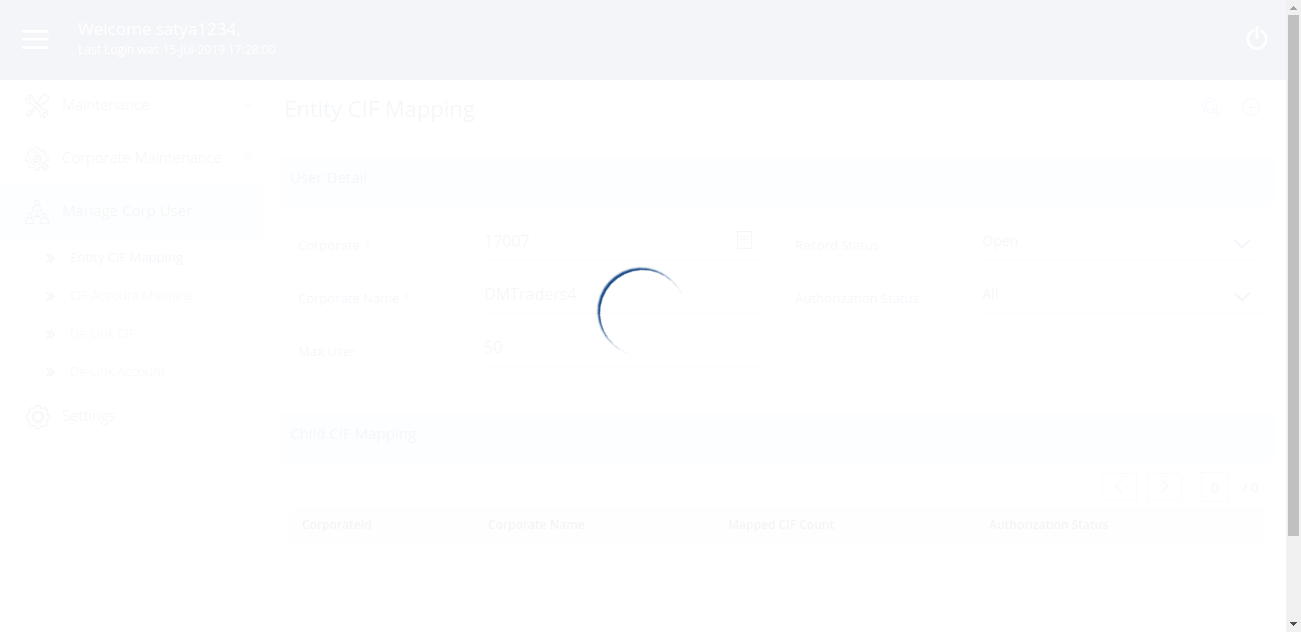 Welcome satya1234,
Last Login was 15-Jul-2019 17:28:00
Maintenance
Corporate Maintenance
Manage Corp User
Entity CIF Mapping
CIF Account Mapping
De-Link CIF
De-Link Account
Settings
Entity CIF Mapping
User Detail
Corporate * 17007 Record Status Open
Corporate Name * DMTraders4 Authorization Status All
Max User 50
Child CIF Mapping
0 / 0
CorporateId Corporate Name Mapped CIF Count Authorization Status